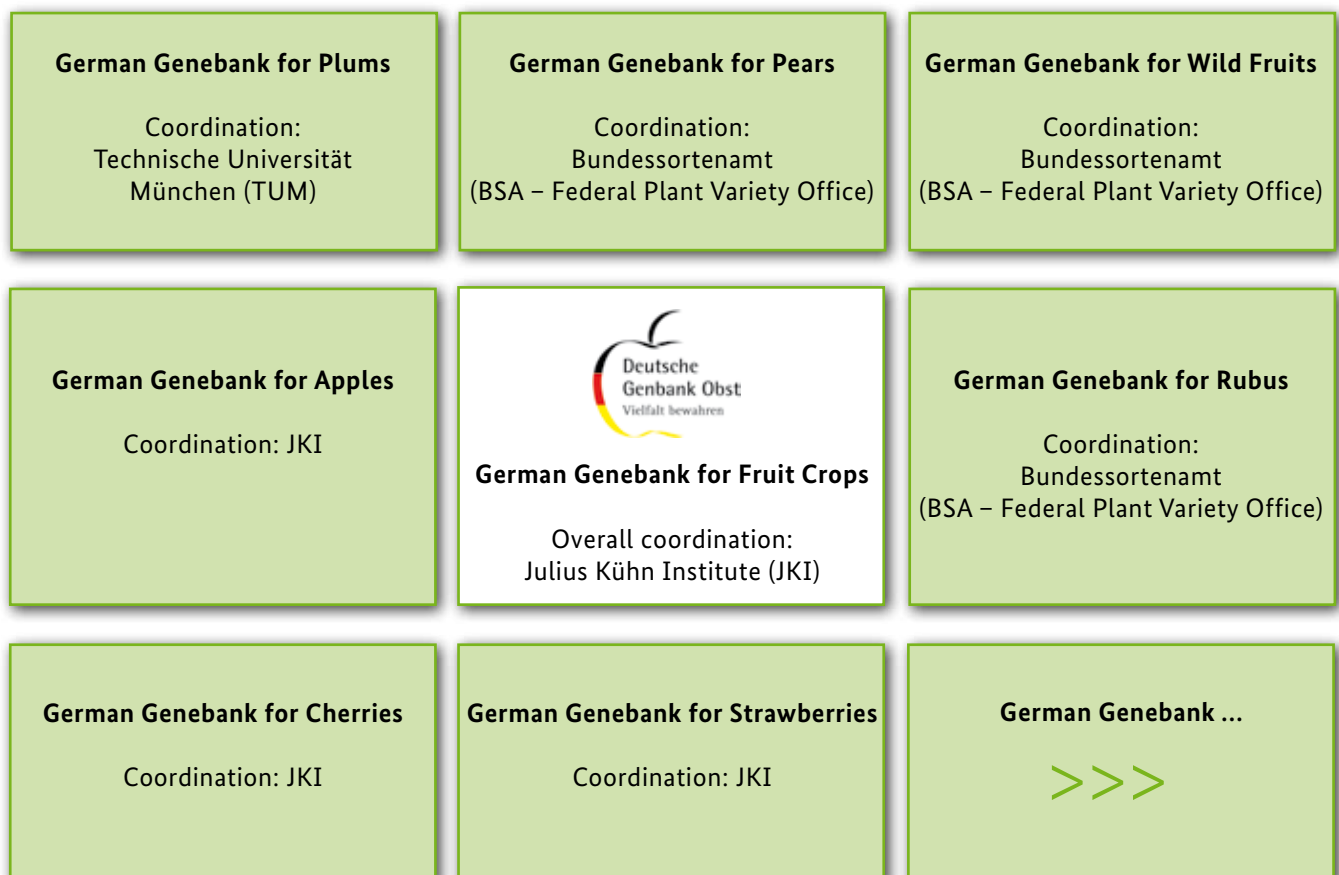 German Genebank for Plums
Coordination:
Technische Universität
München (TUM)
German Genebank for Pears
Coordination:
Bundessortenamt
(BSA – Federal Plant Variety Office)
German Genebank for Wild Fruits
Coordination:
Bundessortenamt
(BSA – Federal Plant Variety Office)
German Genebank for Apples
Coordination: JKI
Deutsche
Genbank Obst
Vielfalt bewahren
German Genebank for Fruit Crops
Overall coordination:
Julius Kühn Institute (JKI)
German Genebank for Rubus
Coordination:
Bundessortenamt
(BSA – Federal Plant Variety Office)
German Genebank for Cherries
Coordination: JKI
German Genebank for Strawberries
Coordination: JKI
German Genebank ...
>>>